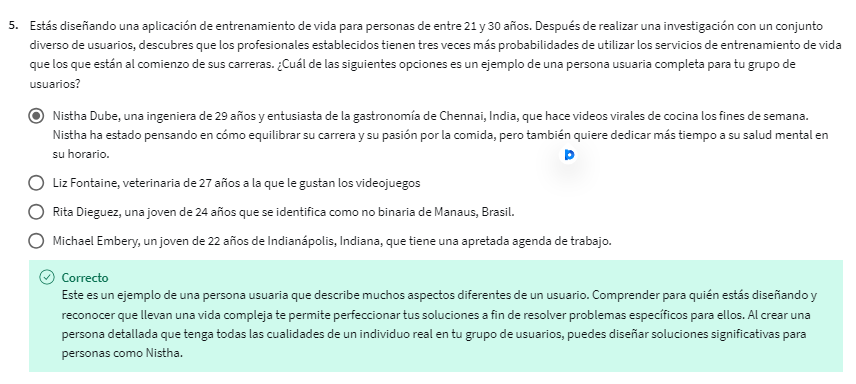 5. Estás diseñando una aplicación de entrenamiento de vida para personas de entre 21 y 30 años. Después de realizar una investigación con un conjunto
diverso de usuarios, descubres que los profesionales establecidos tienen tres veces más probabilidades de utilizar los servicios de entrenamiento de vida
que los que están al comienzo de sus carreras. ¿Cuál de las siguientes opciones es un ejemplo de una persona usuaria completa para tu grupo de
usuarios?
Nistha Dube, una ingeniera de 29 años y entusiasta de la gastronomía de Chennai, India, que hace videos virales de cocina los fines de semana.
Nistha ha estado pensando en cómo equilibrar su carrera y su pasión por la comida, pero también quiere dedicar más tiempo a su salud mental en
su horario.
Liz Fontaine, veterinaria de 27 años a la que le gustan los videojuegos
Rita Dieguez, una joven de 24 años que se identifica como no binaria de Manaus, Brasil.
Michael Embery, un joven de 22 años de Indianápolis, Indiana, que tiene una apretada agenda de trabajo.
Correcto
Este es un ejemplo de una persona usuaria que describe muchos aspectos diferentes de un usuario. Comprender para quién estás diseñando y
reconocer que llevan una vida compleja te permite perfeccionar tus soluciones a fin de resolver problemas específicos para ellos. Al crear una
persona detallada que tenga todas las cualidades de un individuo real en tu grupo de usuarios, puedes diseñar soluciones significativas para
personas como Nistha.